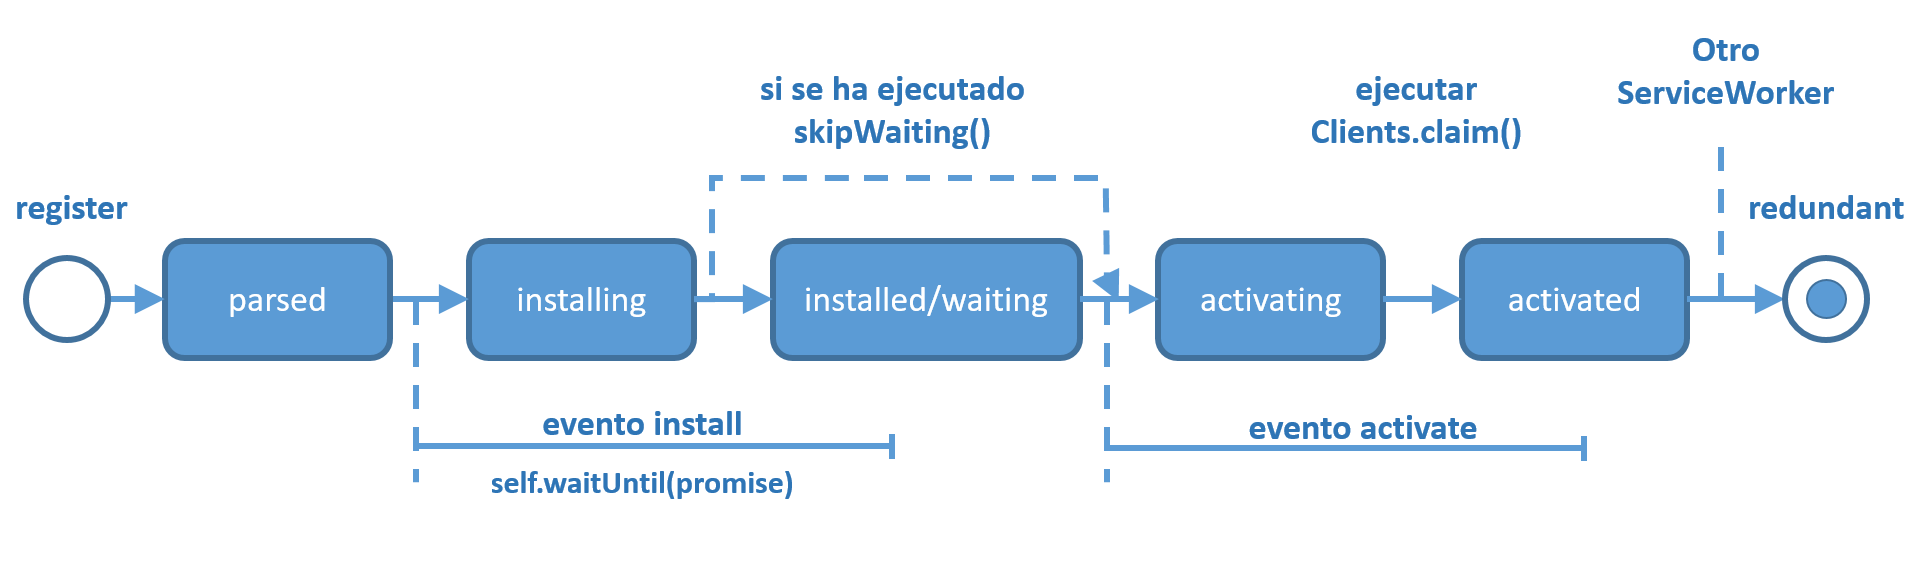 Otro
ServiceWorker
si se ha ejecutado
skipWaiting()
ejecutar
Clients.claim()
register
redundant
parsed
installing
installed/waiting
activating
activated
evento install
self.waitUntil(promise)
evento activate